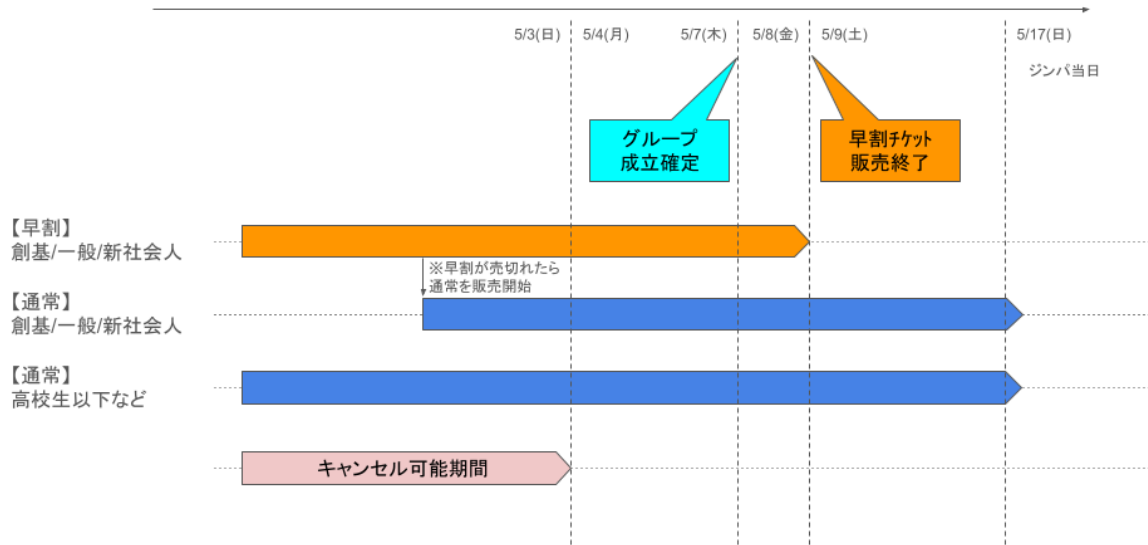 5/3(日)
5/4(月)
5/7(木)
5/8(金)
5/9(土)
5/17(日)
ジンパ当日
グループ
成立確定
早割チケット
販売終了
【早割】
創基/一般/新社会人
※早割が売切れたら
通常を販売開始
【通常】
創基/一般/新社会人
【通常】
高校生以下など
キャンセル可能期間